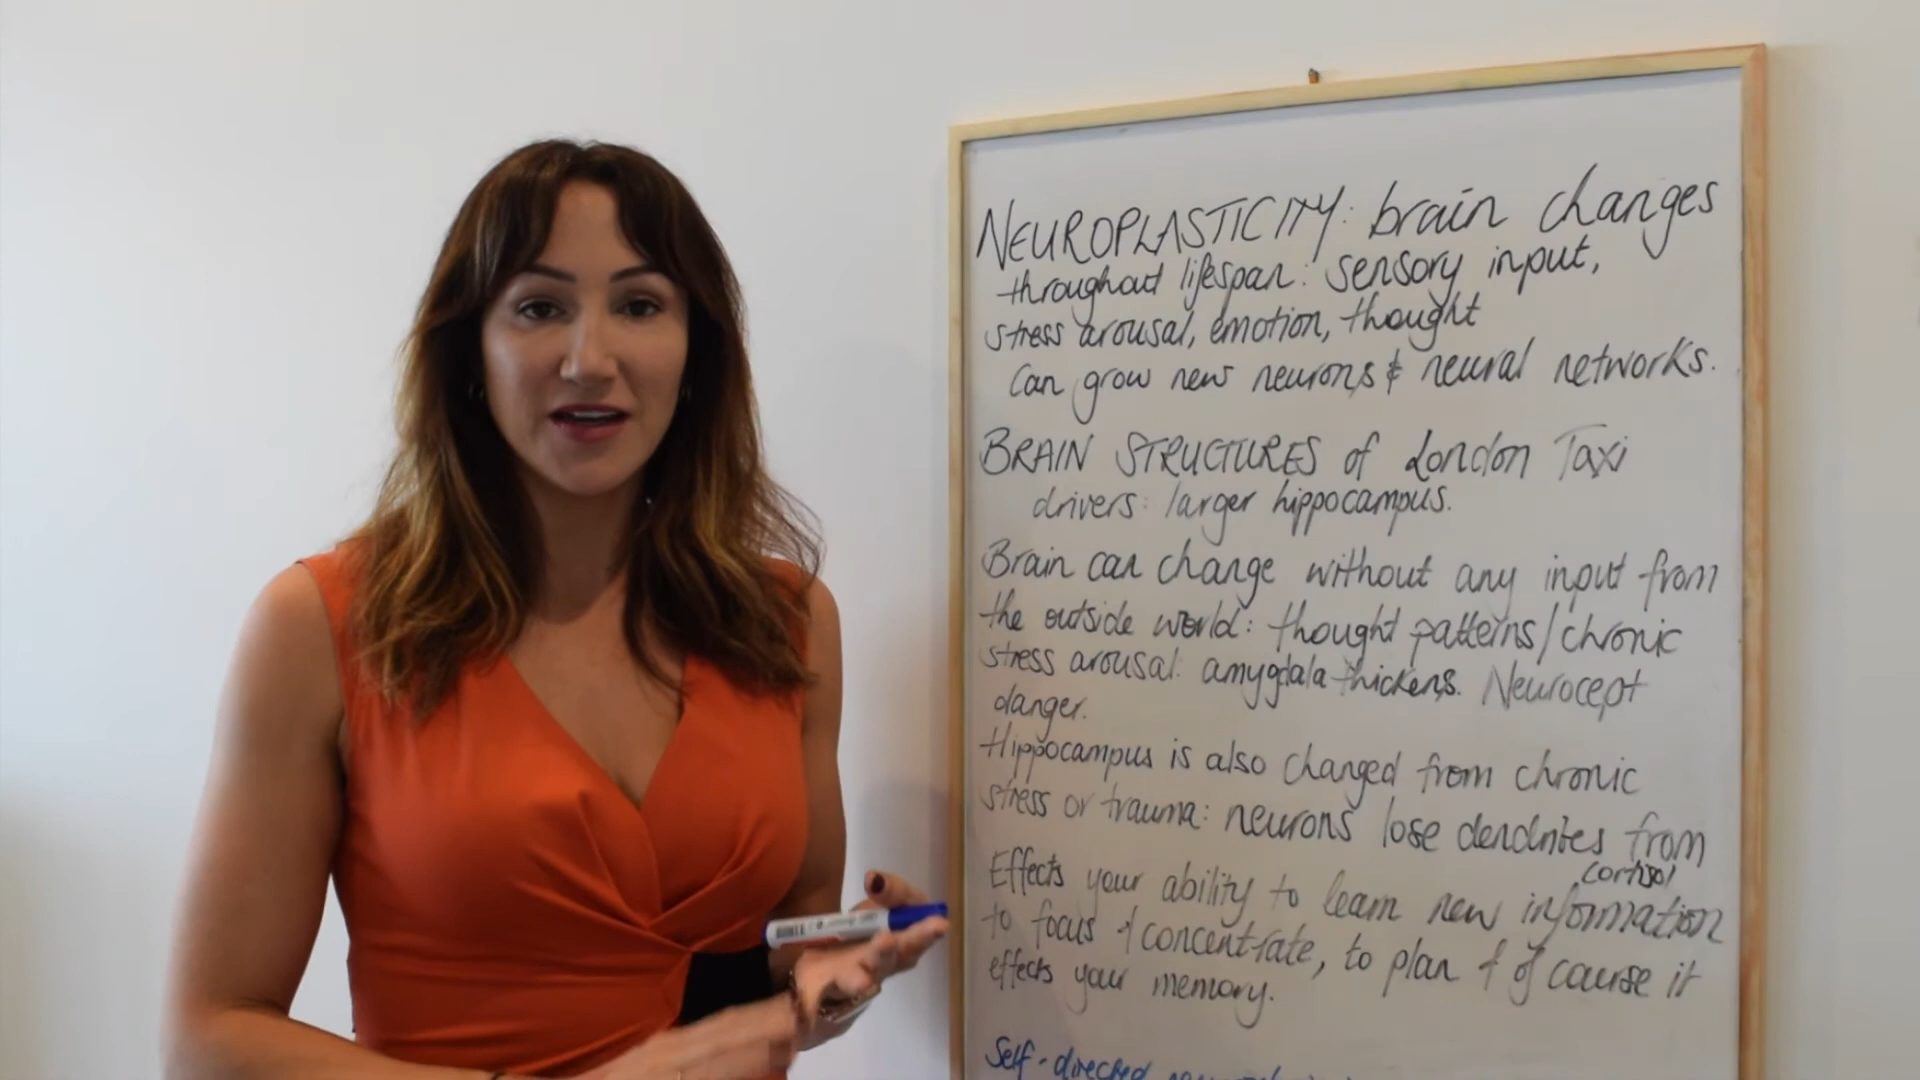 NEUROPLASTICITY: brain changes
throughout lifespan: sensory input,
stress arousal, emotion, thought
Can grow new neurons & neural networks.
BRAIN STRUCTURES of London Taxi
drivers: larger hippocampus.
Brain can change without any input from
the outside world: thought patterns/chronic
stress arousal: amygdala thickens. Neurocept
danger.
Hippocampus is also changed from chronic
stress or trauma: neurons lose dendrites from
cortisol
Effects your ability to learn new information
to focus & concentrate, to plan & of course it
effects your memory.
Self-directed